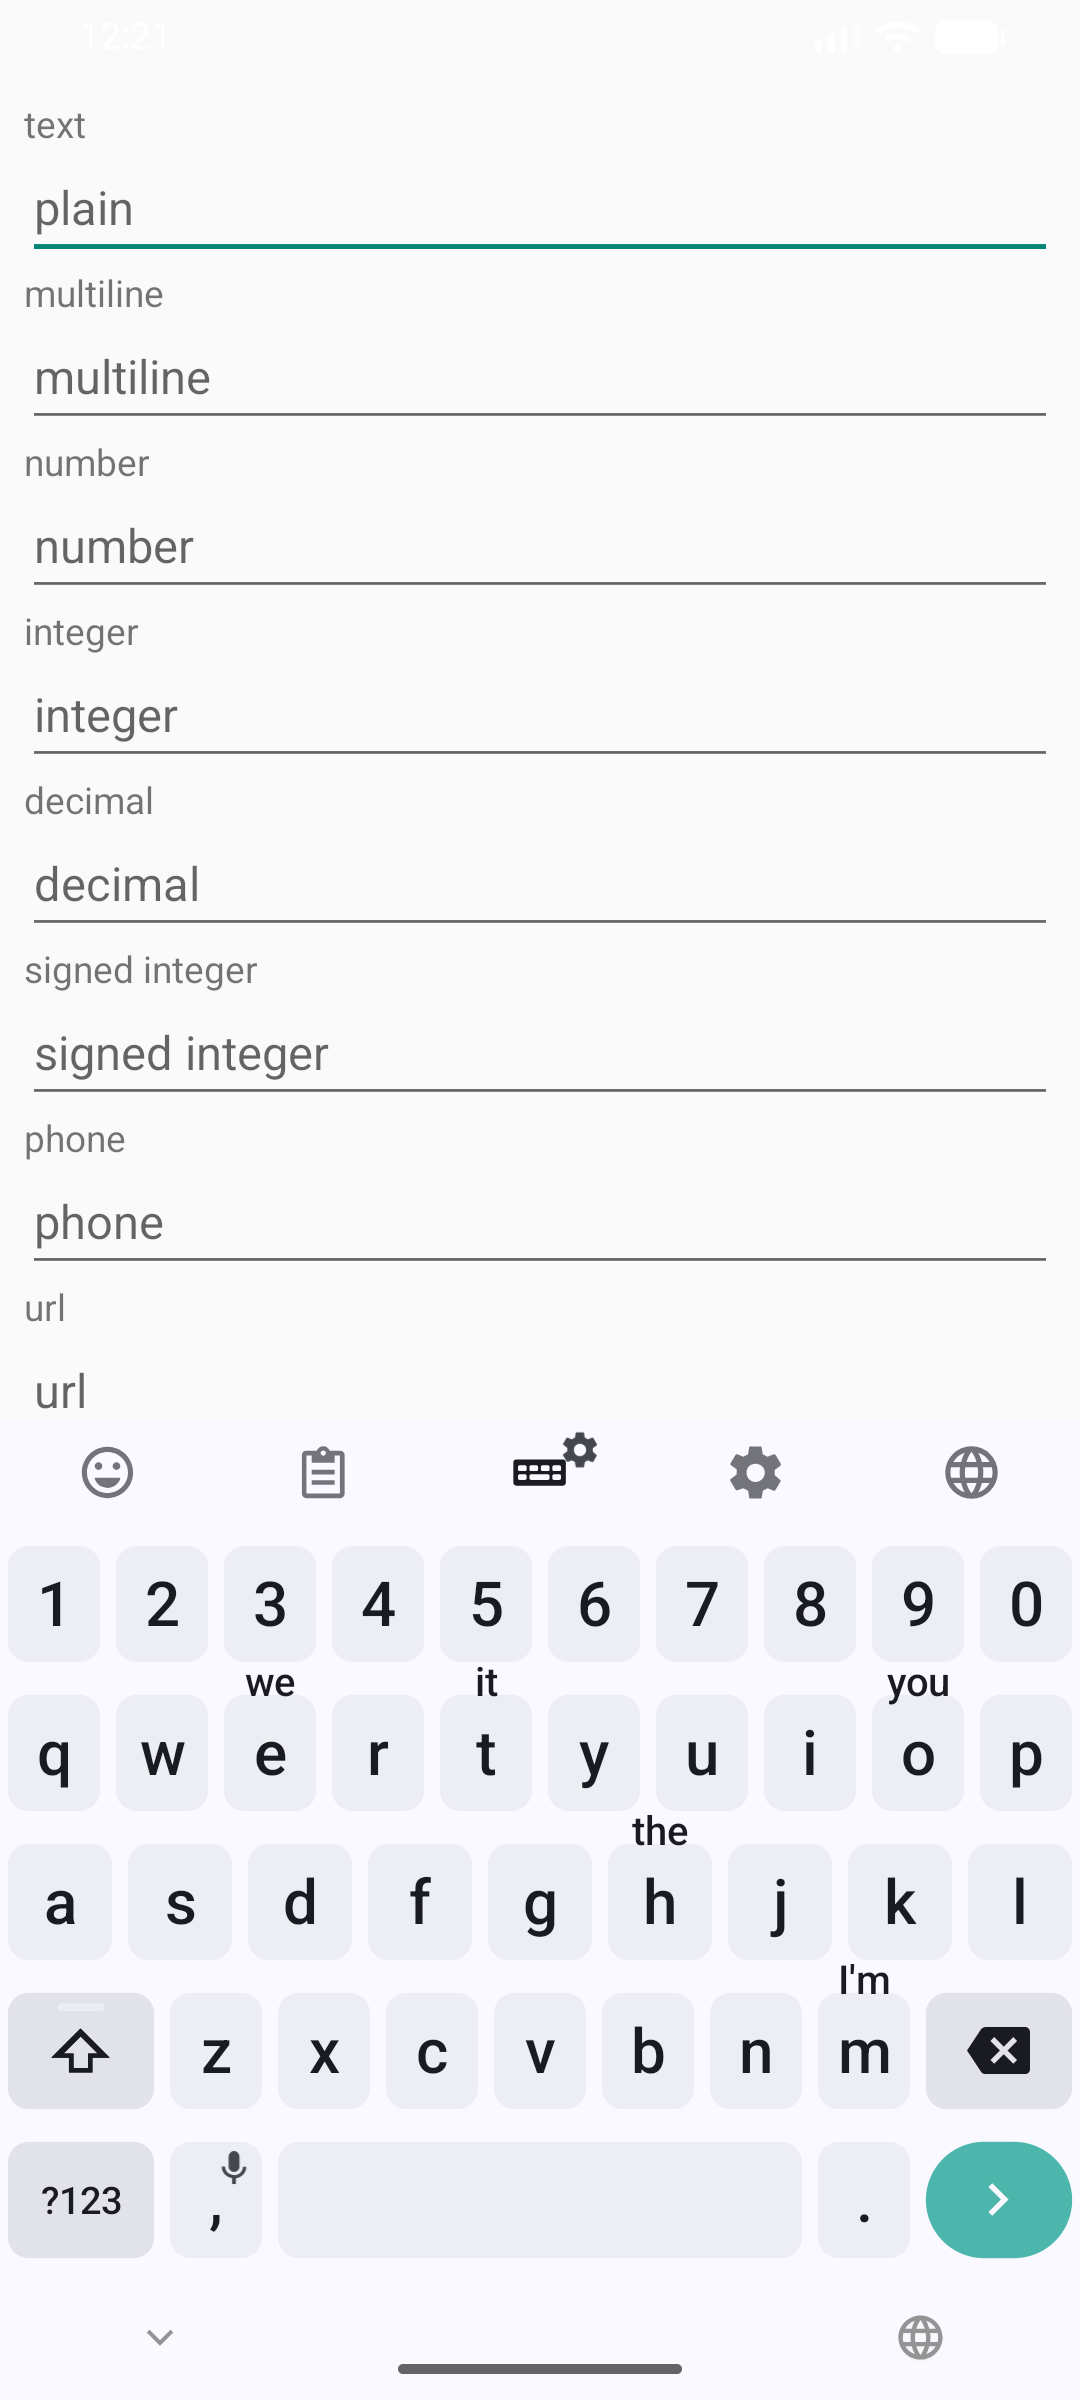 12:21
text
plain
multiline
multiline
number
number
integer
integer
decimal
decimal
signed integer
signed integer
phone
phone
url
url
1 2 3 4 5 6 7 8 9 0
we it you
q w e r t y u i o p
the
a s d f g h j k l
I'm
z x c v b n m
?123 , .